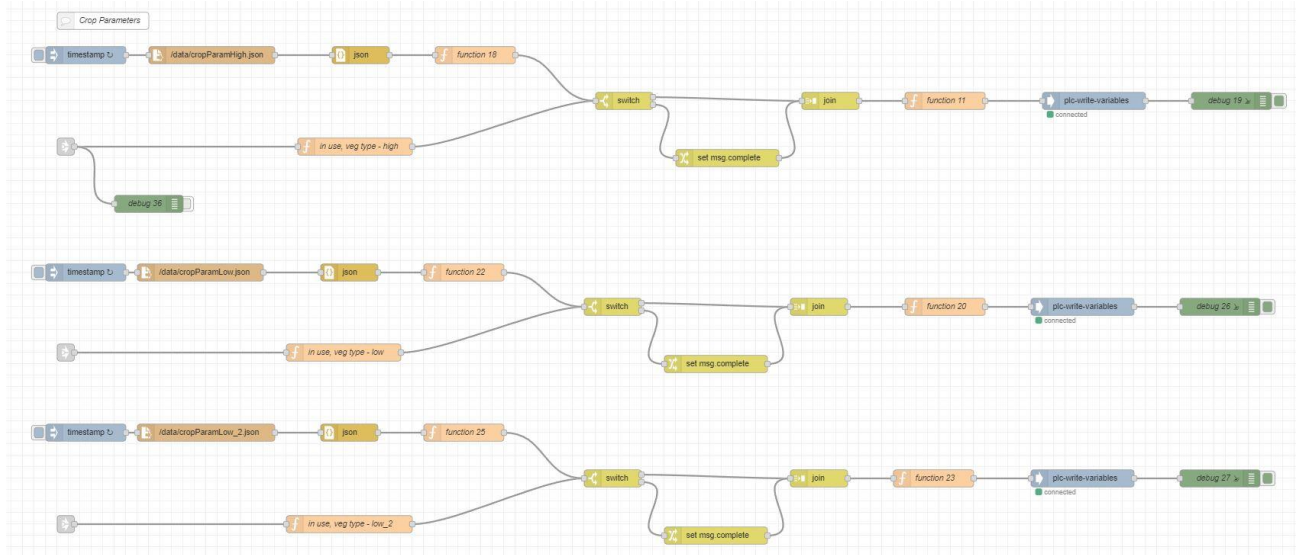 Crop Parameters
timestamp ↻ /data/cropParamHigh.json json function 18
switch join function 11 plc-write-variables debug 19
connected
in use, veg type - high
set msg.complete
debug 36
timestamp ↻ /data/cropParamLow.json json function 22
switch join function 20 plc-write-variables debug 26
connected
in use, veg type - low
set msg.complete
timestamp ↻ /data/cropParamLow_2.json json function 25
switch join function 23 plc-write-variables debug 27
connected
in use, veg type - low_2
set msg.complete